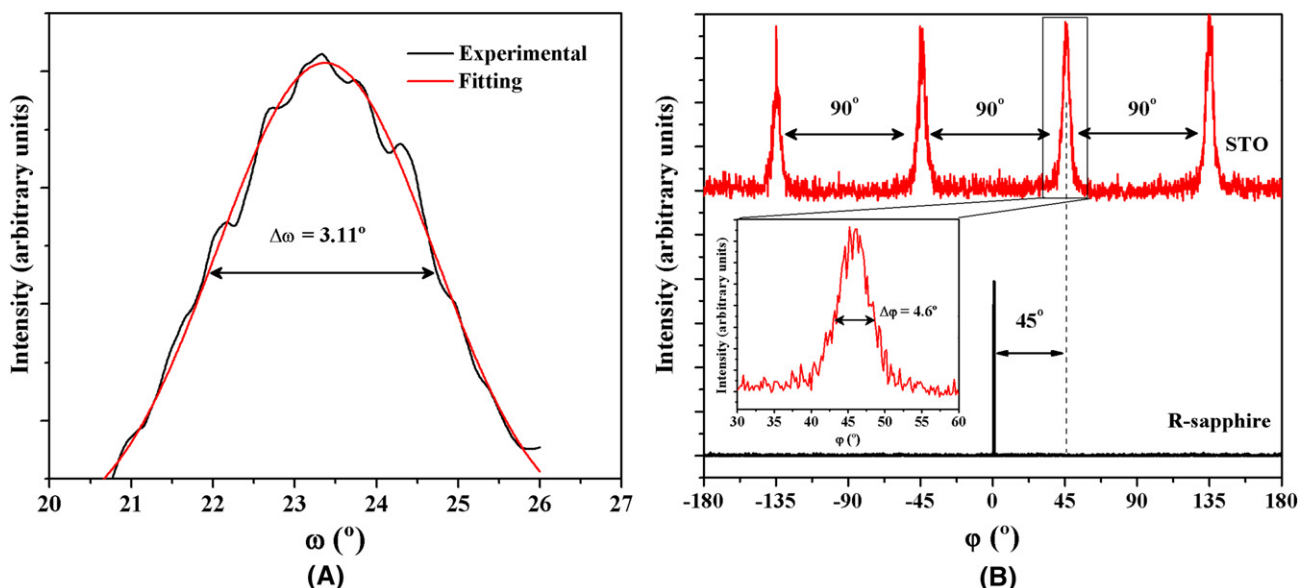 Intensity (arbitrary units)
Experimental
Fitting
Δω = 3.11°
20 21 22 23 24 25 26 27
ω (°)
(A)
Intensity (arbitrary units)
90° 90° 90°
STO
Intensity (arbitrary units)
Δφ = 4.6°
30 35 40 45 50 55 60
φ (°)
45°
R-sapphire
-180 -135 -90 -45 0 45 90 135 180
φ (°)
(B)